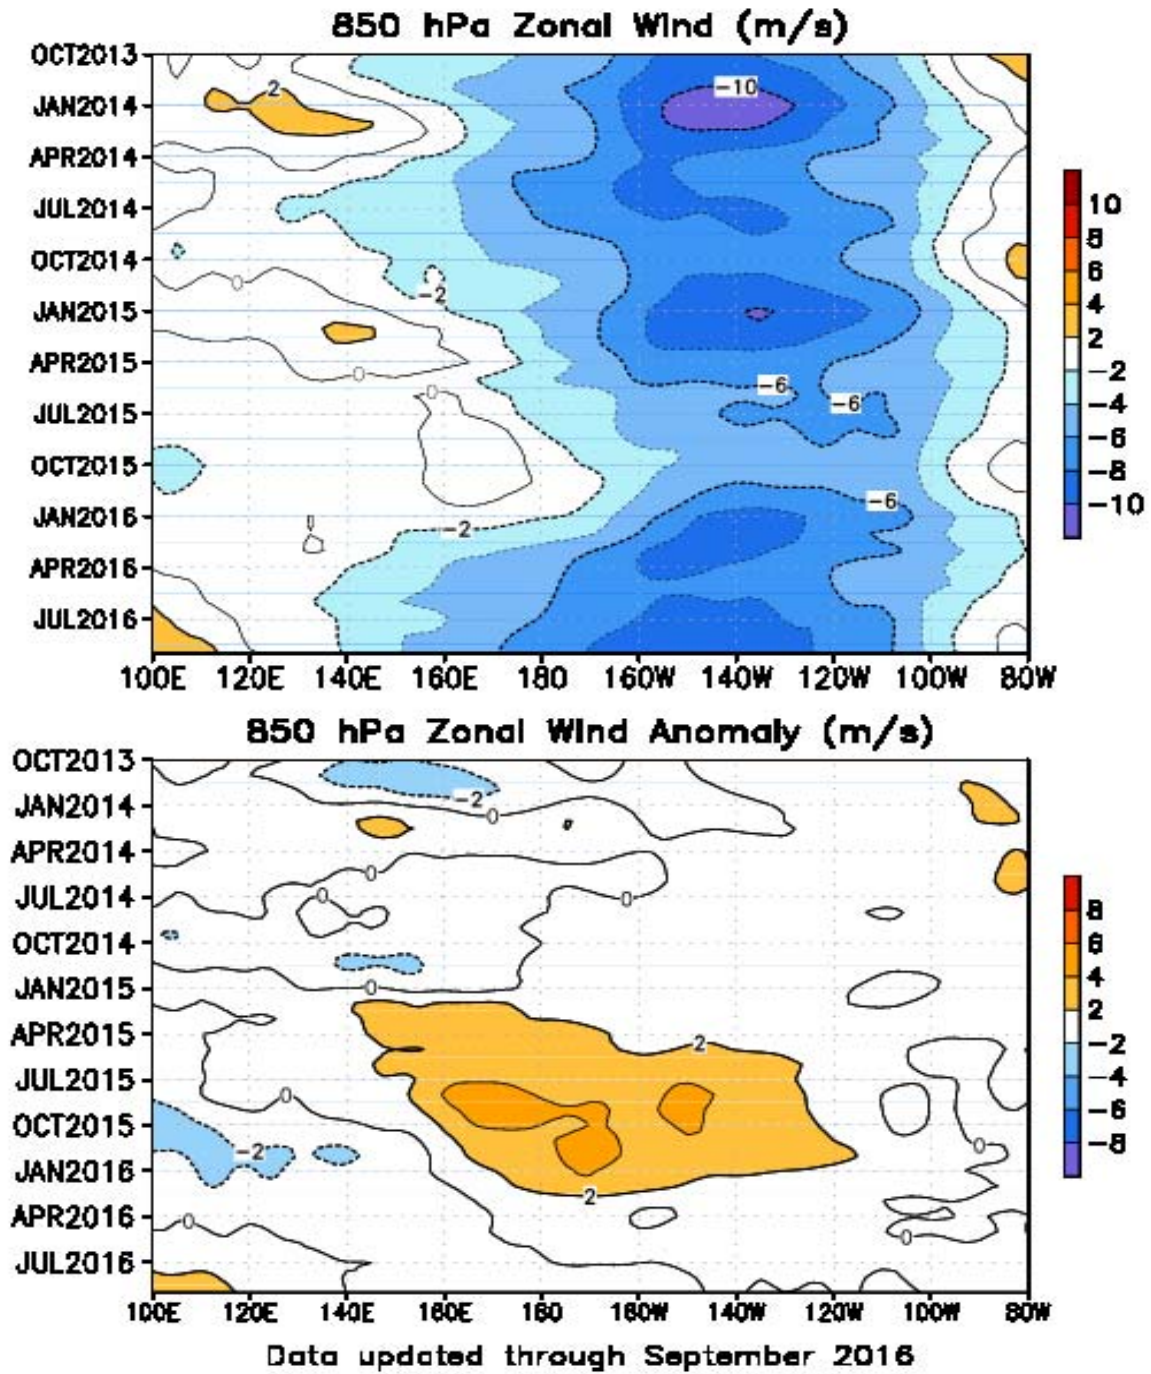 850 hPa Zonal Wind (m/s)
OCT2013
JAN2014
APR2014
JUL2014
OCT2014
JAN2015
APR2015
JUL2015
OCT2015
JAN2016
APR2016
JUL2016
2
-10
0
-2
0
0
-6
-6
-6
-2
100E 120E 140E 160E 180 160W 140W 120W 100W 80W
10
8
6
4
2
-2
-4
-6
-8
-10
850 hPa Zonal Wind Anomaly (m/s)
OCT2013
JAN2014
APR2014
JUL2014
OCT2014
JAN2015
APR2015
JUL2015
OCT2015
JAN2016
APR2016
JUL2016
-2
0
0
0
0
0
2
0
-2
0
2
0
0
100E 120E 140E 160E 180 160W 140W 120W 100W 80W
8
6
4
2
-2
-4
-6
-8
Data updated through September 2016